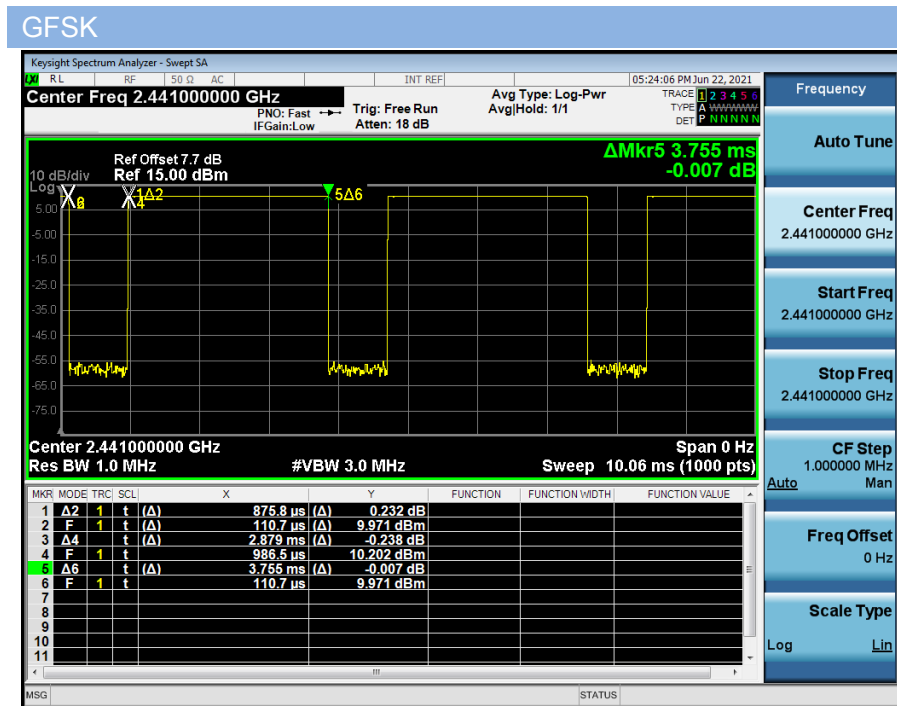 GFSK
Keysight Spectrum Analyzer - Swept SA
LXI RL RF 50 Ω AC INT REF 05:24:06 PM Jun 22, 2021
Center Freq 2.441000000 GHz
PNO: Fast
IFGain:Low
Trig: Free Run
Atten: 18 dB
Avg Type: Log-Pwr
Avg|Hold: 1/1
TRACE 1 2 3 4 5 6
TYPE A WWWWW
DET P N N N N N
Frequency
Auto Tune
Center Freq
2.441000000 GHz
Start Freq
2.441000000 GHz
Stop Freq
2.441000000 GHz
CF Step
1.000000 MHz
Auto Man
Freq Offset
0 Hz
Scale Type
Log Lin
ΔMkr5 3.755 ms
-0.007 dB
Ref Offset 7.7 dB
10 dB/div Ref 15.00 dBm
Log
1Δ2
4
5Δ6
5.00
-5.00
-15.0
-25.0
-35.0
-45.0
-55.0
-65.0
-75.0
Center 2.441000000 GHz Span 0 Hz
Res BW 1.0 MHz #VBW 3.0 MHz Sweep 10.06 ms (1000 pts)
MKR MODE TRC SCL X Y FUNCTION FUNCTION WIDTH FUNCTION VALUE
1 Δ2 1 t (Δ) 875.8 µs (Δ) 0.232 dB
2 F 1 t 110.7 µs 9.971 dBm
3 Δ4 t (Δ) 2.879 ms (Δ) -0.238 dB
4 F 1 t 986.5 µs 10.202 dBm
5 Δ6 t (Δ) 3.755 ms (Δ) -0.007 dB
6 F 1 t 110.7 µs 9.971 dBm
7
8
9
10
11
MSG STATUS